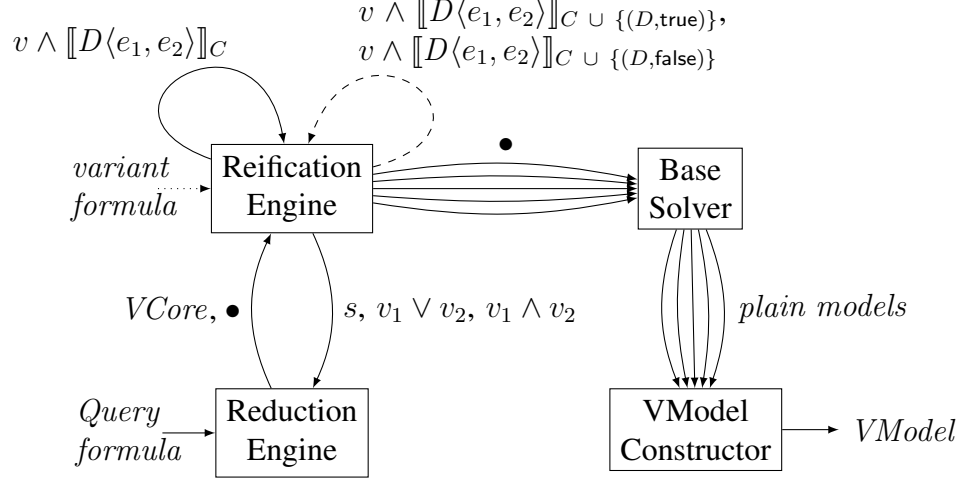 v ∧ ⟦D⟨e₁, e₂⟩⟧_{C ∪ {(D,true)}},
v ∧ ⟦D⟨e₁, e₂⟩⟧_C
v ∧ ⟦D⟨e₁, e₂⟩⟧_{C ∪ {(D,false)}}
variant
formula
Reification
Engine
●
Base
Solver
VCore, ●
s, v₁ ∨ v₂, v₁ ∧ v₂
plain models
Query
formula
Reduction
Engine
VModel
Constructor
VModel